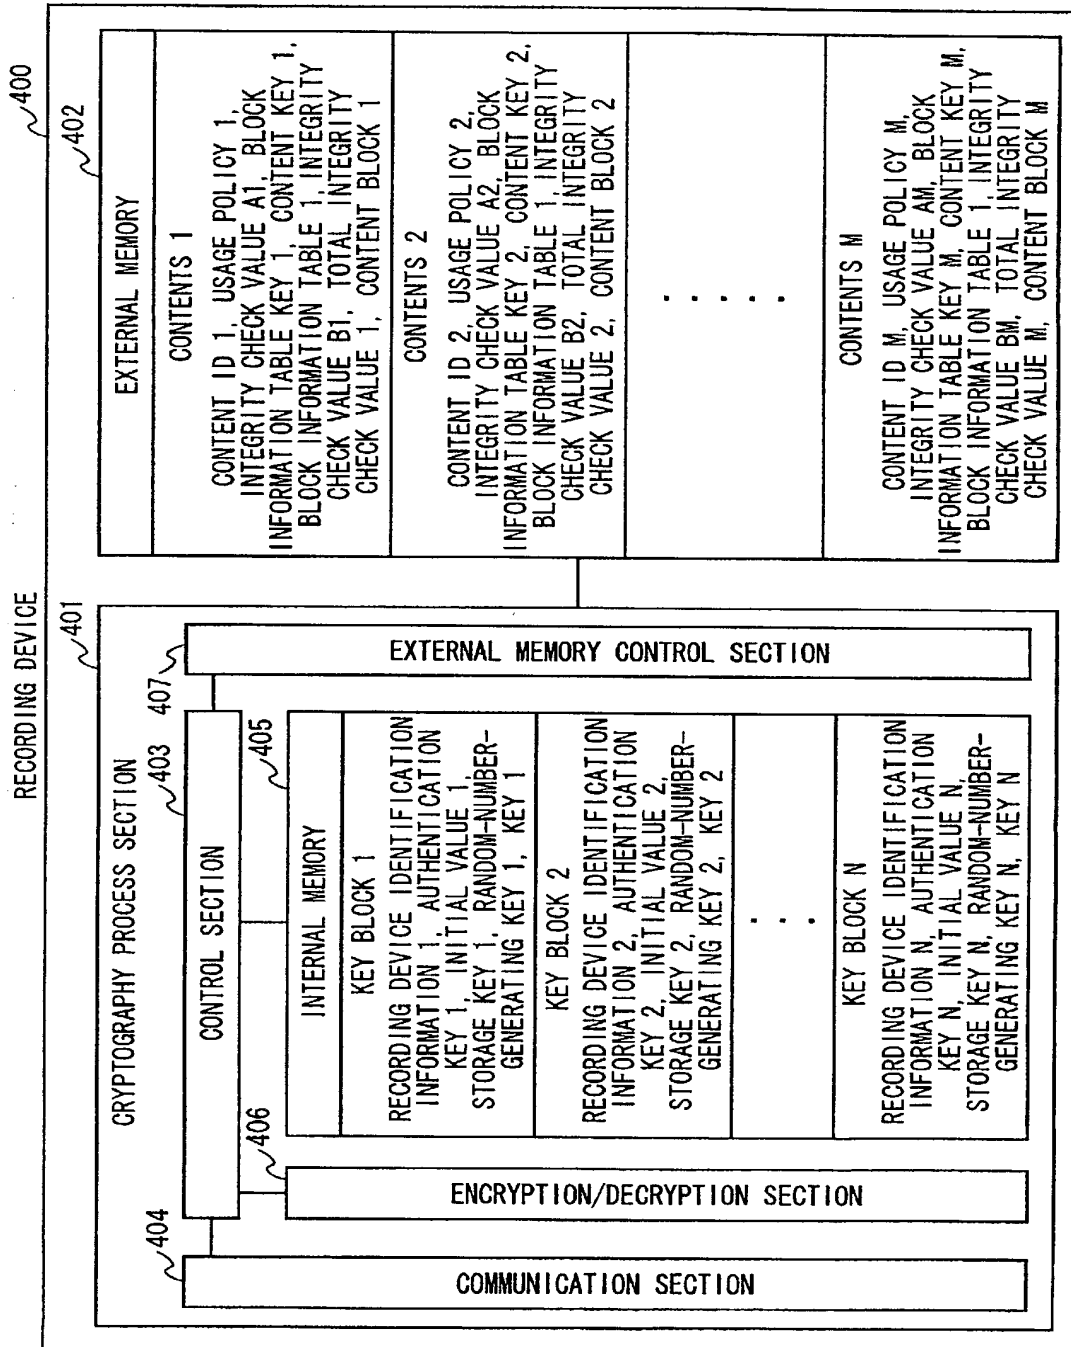 RECORDING DEVICE
400
401
CRYPTOGRAPHY PROCESS SECTION
403
CONTROL SECTION
404
COMMUNICATION SECTION
406
ENCRYPTION/DECRYPTION SECTION
405
INTERNAL MEMORY
KEY BLOCK 1
RECORDING DEVICE IDENTIFICATION
INFORMATION 1, AUTHENTICATION
KEY 1, INITIAL VALUE 1,
STORAGE KEY 1, RANDOM-NUMBER-
GENERATING KEY 1, KEY 1
KEY BLOCK 2
RECORDING DEVICE IDENTIFICATION
INFORMATION 2, AUTHENTICATION
KEY 2, INITIAL VALUE 2,
STORAGE KEY 2, RANDOM-NUMBER-
GENERATING KEY 2, KEY 2
· · · ·
KEY BLOCK N
RECORDING DEVICE IDENTIFICATION
INFORMATION N, AUTHENTICATION
KEY N, INITIAL VALUE N,
STORAGE KEY N, RANDOM-NUMBER-
GENERATING KEY N, KEY N
407
EXTERNAL MEMORY CONTROL SECTION
402
EXTERNAL MEMORY
CONTENTS 1
CONTENT ID 1, USAGE POLICY 1,
INTEGRITY CHECK VALUE A1, BLOCK
INFORMATION TABLE KEY 1, CONTENT KEY 1,
BLOCK INFORMATION TABLE 1, INTEGRITY
CHECK VALUE B1, TOTAL INTEGRITY
CHECK VALUE 1, CONTENT BLOCK 1
CONTENTS 2
CONTENT ID 2, USAGE POLICY 2,
INTEGRITY CHECK VALUE A2, BLOCK
INFORMATION TABLE KEY 2, CONTENT KEY 2,
BLOCK INFORMATION TABLE 1, INTEGRITY
CHECK VALUE B2, TOTAL INTEGRITY
CHECK VALUE 2, CONTENT BLOCK 2
· · · · ·
CONTENTS M
CONTENT ID M, USAGE POLICY M,
INTEGRITY CHECK VALUE AM, BLOCK
INFORMATION TABLE KEY M, CONTENT KEY M,
BLOCK INFORMATION TABLE 1, INTEGRITY
CHECK VALUE BM, TOTAL INTEGRITY
CHECK VALUE M, CONTENT BLOCK M